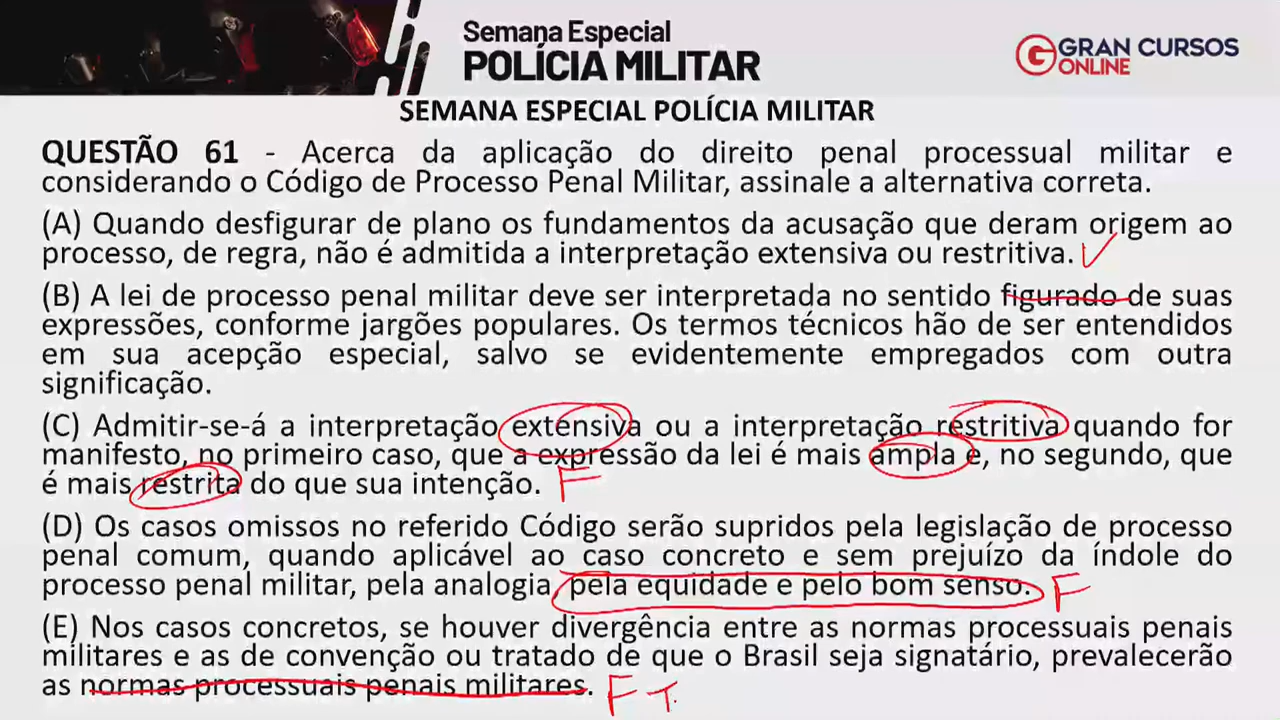 Semana Especial
POLÍCIA MILITAR
GRAN CURSOS
ONLINE
SEMANA ESPECIAL POLÍCIA MILITAR
QUESTÃO 61 - Acerca da aplicação do direito penal processual militar e
considerando o Código de Processo Penal Militar, assinale a alternativa correta.
(A) Quando desfigurar de plano os fundamentos da acusação que deram origem ao
processo, de regra, não é admitida a interpretação extensiva ou restritiva.
(B) A lei de processo penal militar deve ser interpretada no sentido figurado de suas
expressões, conforme jargões populares. Os termos técnicos hão de ser entendidos
em sua acepção especial, salvo se evidentemente empregados com outra
significação.
(C) Admitir-se-á a interpretação extensiva ou a interpretação restritiva quando for
manifesto, no primeiro caso, que a expressão da lei é mais ampla e, no segundo, que
é mais restrita do que sua intenção. F
(D) Os casos omissos no referido Código serão supridos pela legislação de processo
penal comum, quando aplicável ao caso concreto e sem prejuízo da índole do
processo penal militar, pela analogia, pela equidade e pelo bom senso. F
(E) Nos casos concretos, se houver divergência entre as normas processuais penais
militares e as de convenção ou tratado de que o Brasil seja signatário, prevalecerão
as normas processuais penais militares. F T